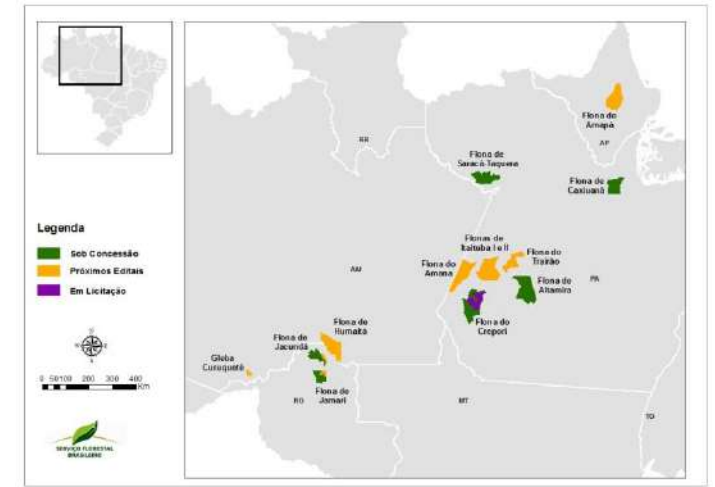 Legenda
Sob Concessão
Próximos Editais
Em Licitação
N
0 50 100 200 300 400
Km
SERVIÇO FLORESTAL
BRASILEIRO
RR
AP
AM
PA
RO
MT
TO
Flona do
Amapá
Flona de
Saracá-Taquera
Flona de
Caxiuanã
Flonas de
Itaituba I e II
Flona do
Trairão
Flona do
Amana
Flona de
Altamira
Flona do
Crepori
Flona de
Humaitá
Flona de
Jacundá
Gleba
Curuquetê
Flona de
Jamari